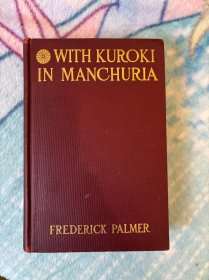 WITH KUROKI
IN MANCHURIA
FREDERICK PALMER